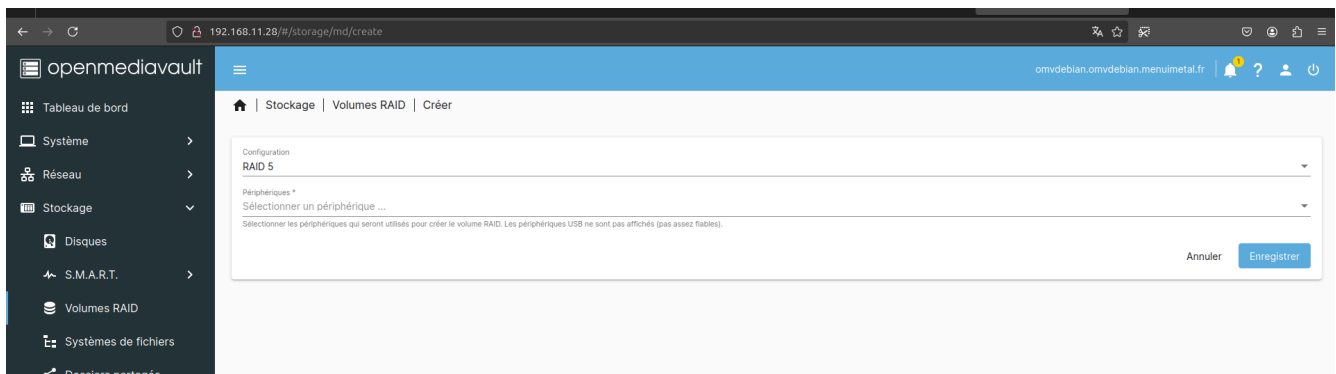 192.168.11.28/#/storage/md/create
openmediavault
omvdebian.omvdebian.menuimetal.fr
1
?
Tableau de bord
Stockage | Volumes RAID | Créer
Système
Réseau
Stockage
Disques
S.M.A.R.T.
Volumes RAID
Systèmes de fichiers
Dossiers partagés
Configuration
RAID 5
Périphériques *
Sélectionner un périphérique ...
Sélectionner les périphériques qui seront utilisés pour créer le volume RAID. Les périphériques USB ne sont pas affichés (pas assez fiables).
Annuler
Enregistrer